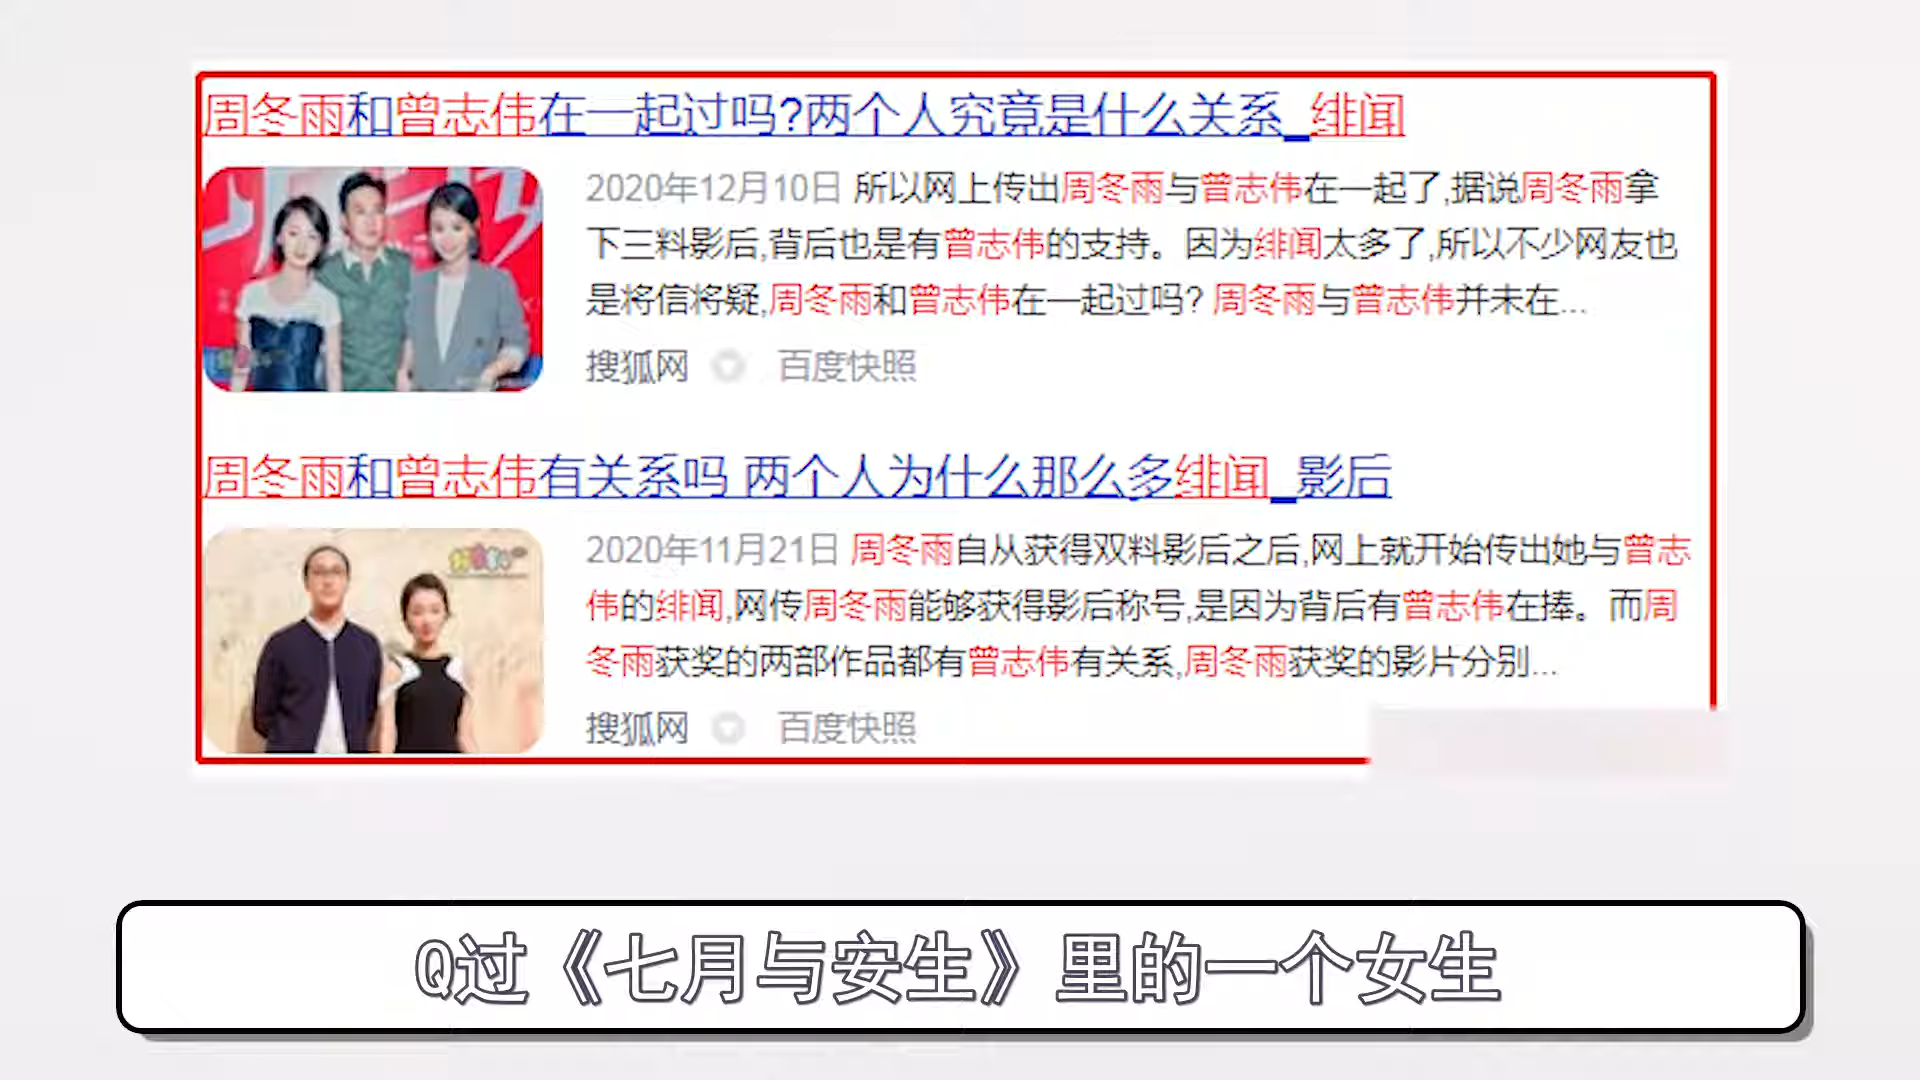 周冬雨和曾志伟在一起过吗?两个人究竟是什么关系_绯闻
2020年12月10日 所以网上传出周冬雨与曾志伟在一起了,据说周冬雨拿
下三料影后,背后也是有曾志伟的支持。因为绯闻太多了,所以不少网友也
是将信将疑,周冬雨和曾志伟在一起过吗? 周冬雨与曾志伟并未在...
搜狐网 百度快照
周冬雨和曾志伟有关系吗 两个人为什么那么多绯闻_影后
2020年11月21日 周冬雨自从获得双料影后之后,网上就开始传出她与曾志
伟的绯闻,网传周冬雨能够获得影后称号,是因为背后有曾志伟在捧。而周
冬雨获奖的两部作品都有曾志伟有关系,周冬雨获奖的影片分别...
搜狐网 百度快照
Q过《七月与安生》里的一个女生